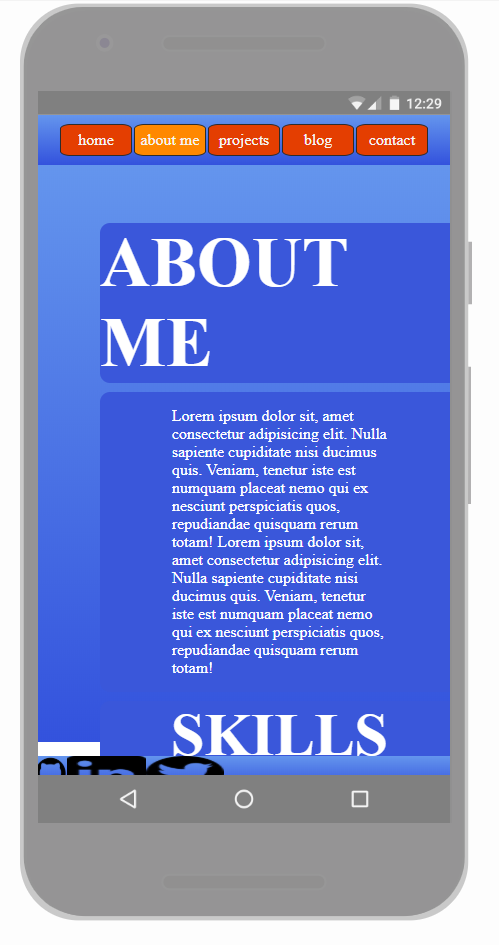 12:29
home about me projects blog contact
ABOUT
ME
Lorem ipsum dolor sit, amet
consectetur adipisicing elit. Nulla
sapiente cupiditate nisi ducimus
quis. Veniam, tenetur iste est
numquam placeat nemo qui ex
nesciunt perspiciatis quos,
repudiandae quisquam rerum
totam! Lorem ipsum dolor sit,
amet consectetur adipisicing elit.
Nulla sapiente cupiditate nisi
ducimus quis. Veniam, tenetur
iste est numquam placeat nemo
qui ex nesciunt perspiciatis quos,
repudiandae quisquam rerum
totam!
SKILLS
in